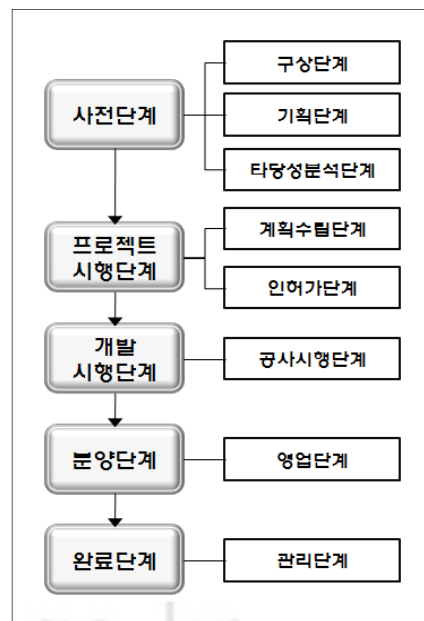 사전단계
구상단계
기획단계
타당성분석단계
프로젝트
시행단계
계획수립단계
인허가단계
개발
시행단계
공사시행단계
분양단계
영업단계
완료단계
관리단계